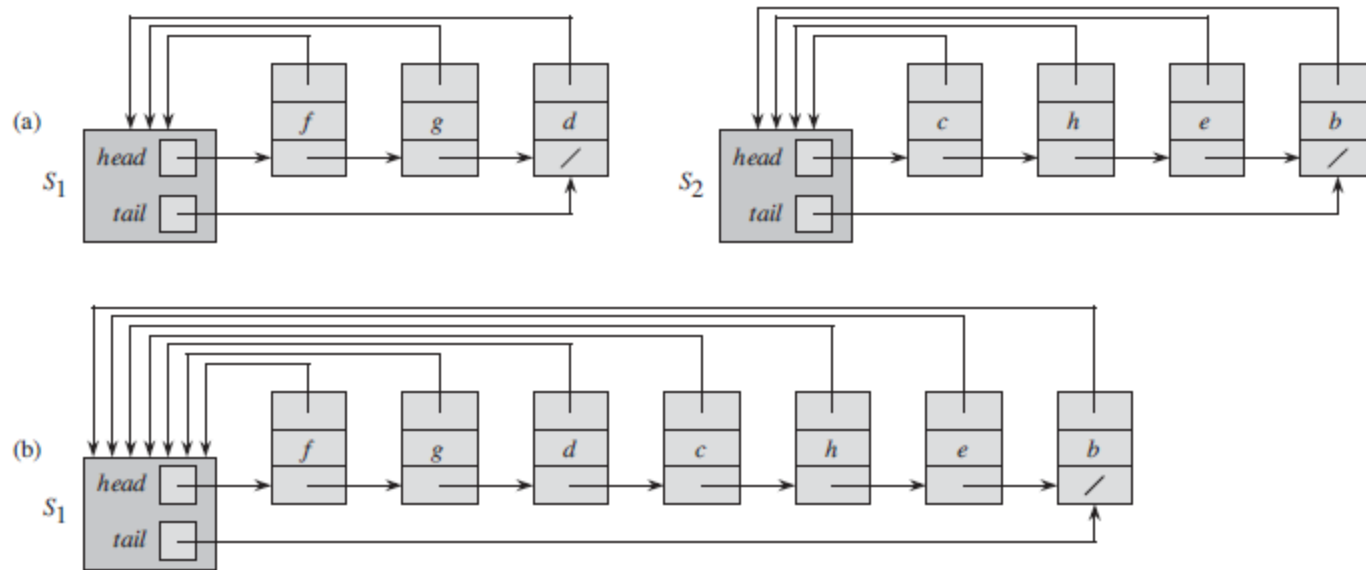 (a)
f g d
head
S1
tail
c h e b
head
S2
tail
(b)
f g d c h e b
head
S1
tail